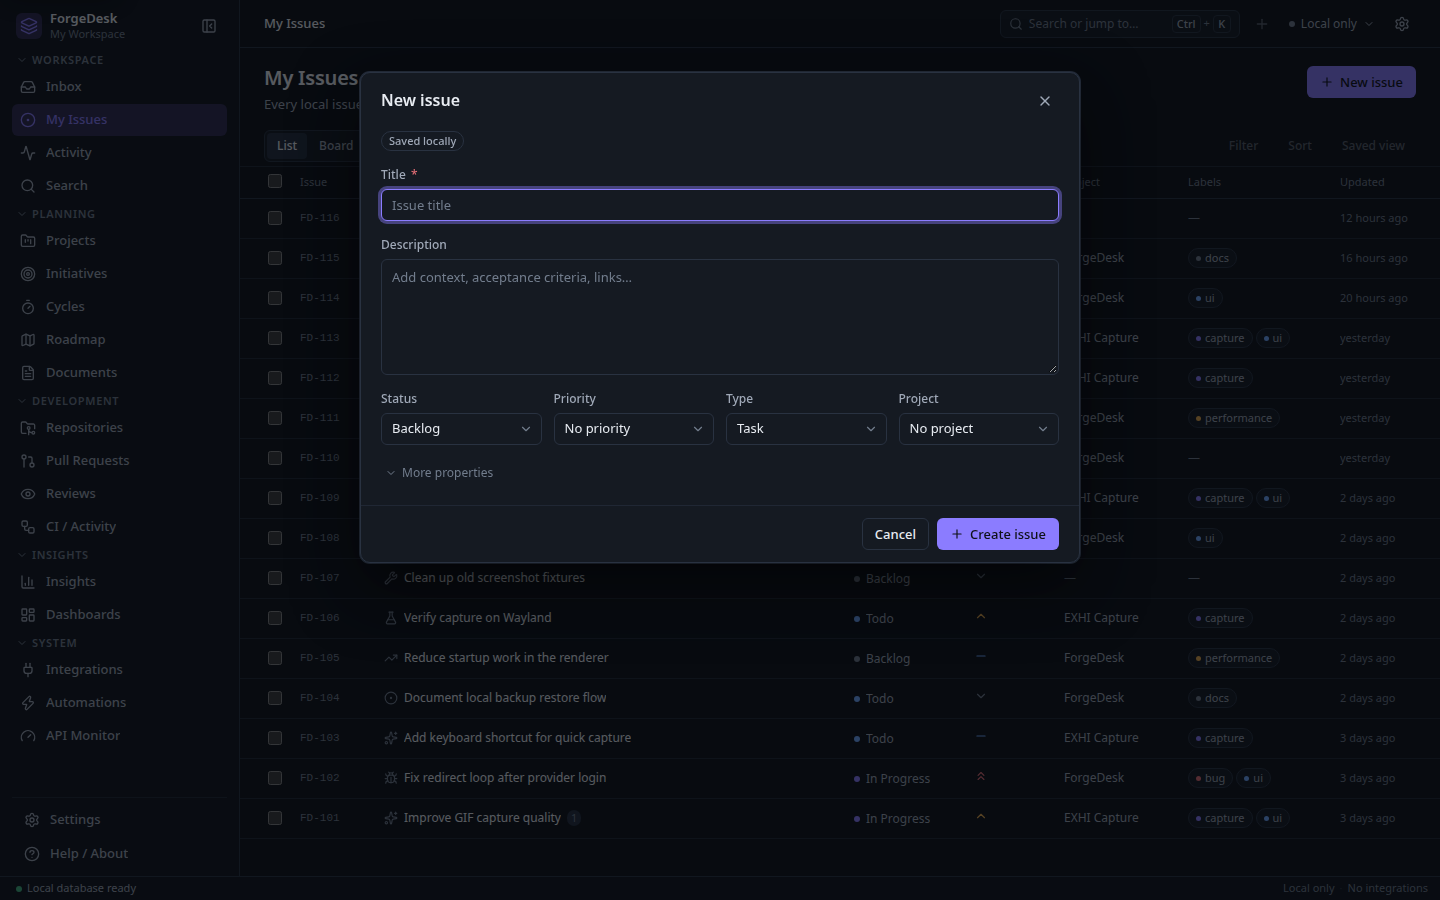 ForgeDesk
My Workspace
WORKSPACE
Inbox
My Issues
Activity
Search
PLANNING
Projects
Initiatives
Cycles
Roadmap
Documents
DEVELOPMENT
Repositories
Pull Requests
Reviews
CI / Activity
INSIGHTS
Insights
Dashboards
SYSTEM
Integrations
Automations
API Monitor
Settings
Help / About
Local database ready
My Issues
Search or jump to... Ctrl + K
Local only
My Issues
Every local issue
New issue
List Board
Filter Sort Saved view
Issue Labels Updated
FD-116 — 12 hours ago
FD-115 docs 16 hours ago
FD-114 ui 20 hours ago
FD-113 Capture capture ui yesterday
FD-112 Capture capture yesterday
FD-111 performance yesterday
FD-110 — yesterday
FD-109 Capture capture ui 2 days ago
FD-108 ui 2 days ago
New issue
Saved locally
Title *
Issue title
Description
Add context, acceptance criteria, links...
Status Priority Type Project
Backlog No priority Task No project
More properties
Cancel Create issue
FD-107 Clean up old screenshot fixtures Backlog — — 2 days ago
FD-106 Verify capture on Wayland Todo EXHI Capture capture 2 days ago
FD-105 Reduce startup work in the renderer Backlog ForgeDesk performance 2 days ago
FD-104 Document local backup restore flow Todo ForgeDesk docs 2 days ago
FD-103 Add keyboard shortcut for quick capture Todo EXHI Capture capture 3 days ago
FD-102 Fix redirect loop after provider login In Progress ForgeDesk bug ui 3 days ago
FD-101 Improve GIF capture quality 1 In Progress EXHI Capture capture ui 3 days ago
Local only No integrations